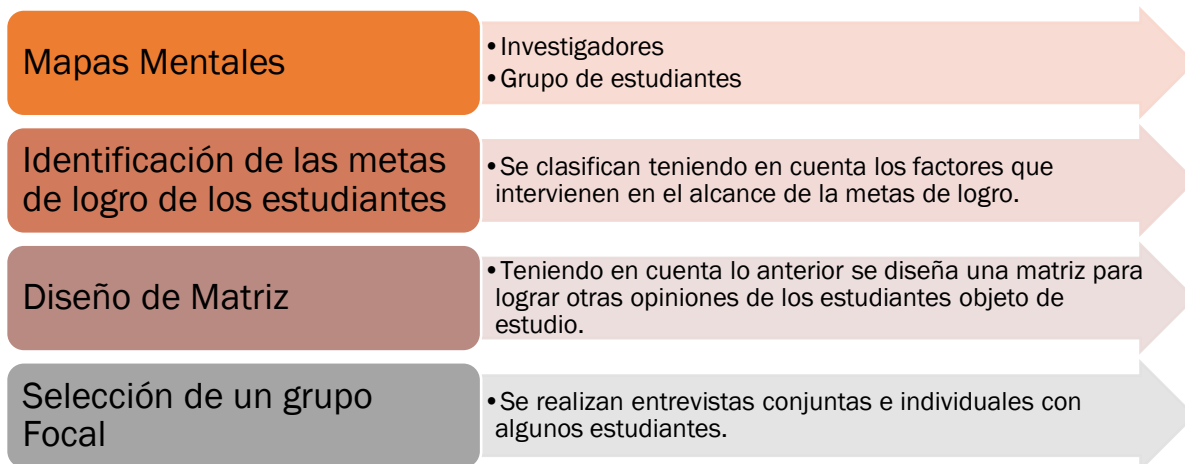 Mapas Mentales
• Investigadores
• Grupo de estudiantes
Identificación de las metas
de logro de los estudiantes
• Se clasifican teniendo en cuenta los factores que
intervienen en el alcance de la metas de logro.
Diseño de Matriz
• Teniendo en cuenta lo anterior se diseña una matriz para
lograr otras opiniones de los estudiantes objeto de
estudio.
Selección de un grupo
Focal
• Se realizan entrevistas conjuntas e individuales con
algunos estudiantes.